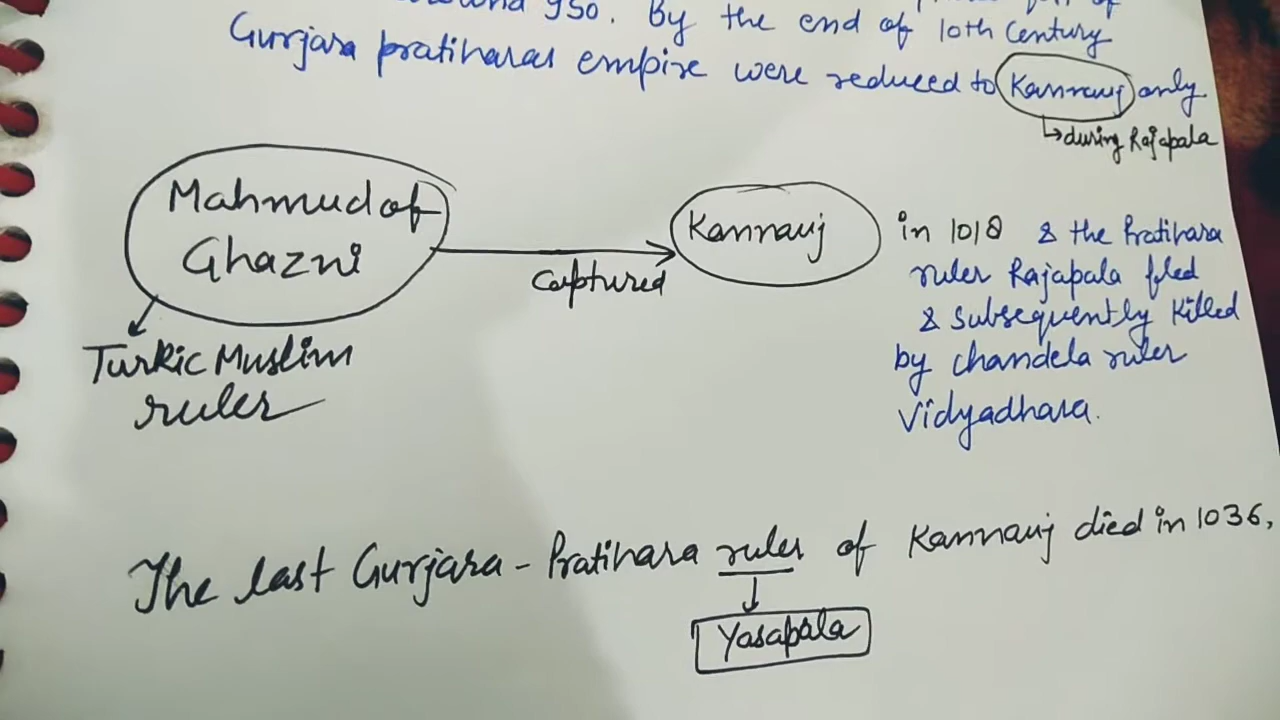 around 950. By the end of 10th Century
Gurjara pratiharas empire were reduced to Kannauj only
↳during Rajapala
Mahmud of
Ghazni
captured
Kannauj
in 1018 & the Pratihara
ruler Rajapala fled
& subsequently killed
by chandela ruler
Vidyadhara.
Turkic Muslim
ruler
The last Gurjara - Pratihara ruler of Kannauj died in 1036,
Yasapala